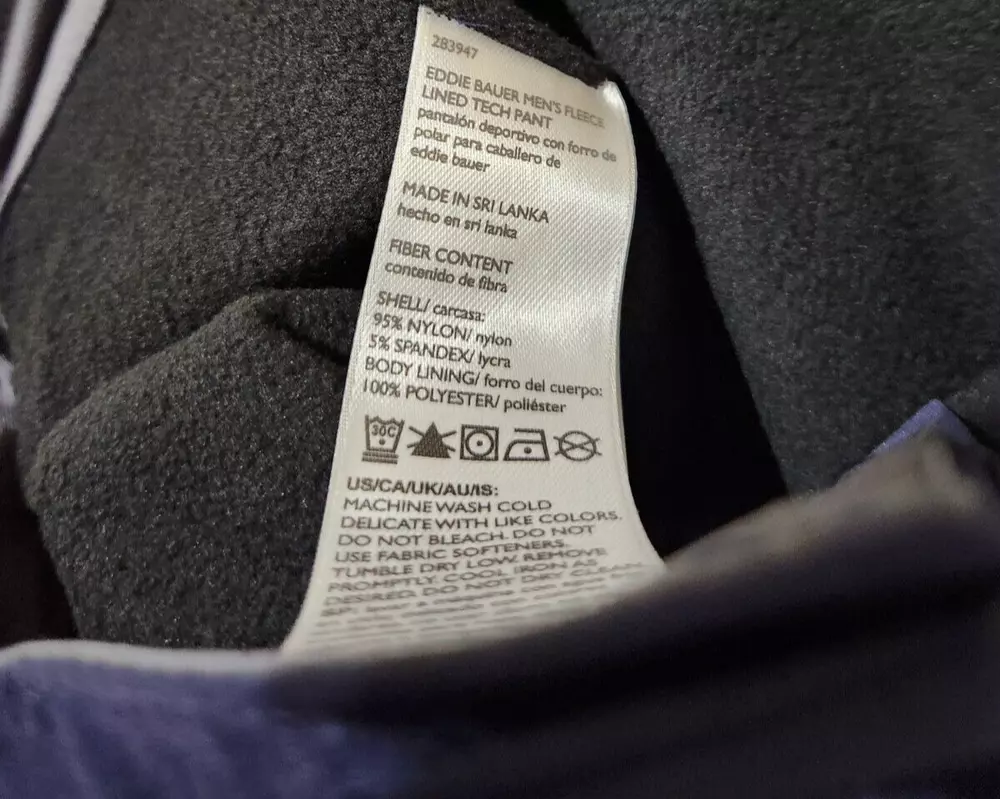 283947
EDDIE BAUER MEN'S FLEECE
LINED TECH PANT
pantalón deportivo con forro de
polar para caballero de
eddie bauer
MADE IN SRI LANKA
hecho en sri lanka
FIBER CONTENT
contenido de fibra
SHELL/ carcasa:
95% NYLON/ nylon
5% SPANDEX/ lycra
BODY LINING/ forro del cuerpo:
100% POLYESTER/ poliéster
30C
US/CA/UK/AU/IS:
MACHINE WASH COLD
DELICATE WITH LIKE COLORS.
DO NOT BLEACH. DO NOT
USE FABRIC SOFTENERS.
TUMBLE DRY LOW. REMOVE
PROMPTLY. COOL IRON AS
DESIRED. DO NOT DRY CLEAN.